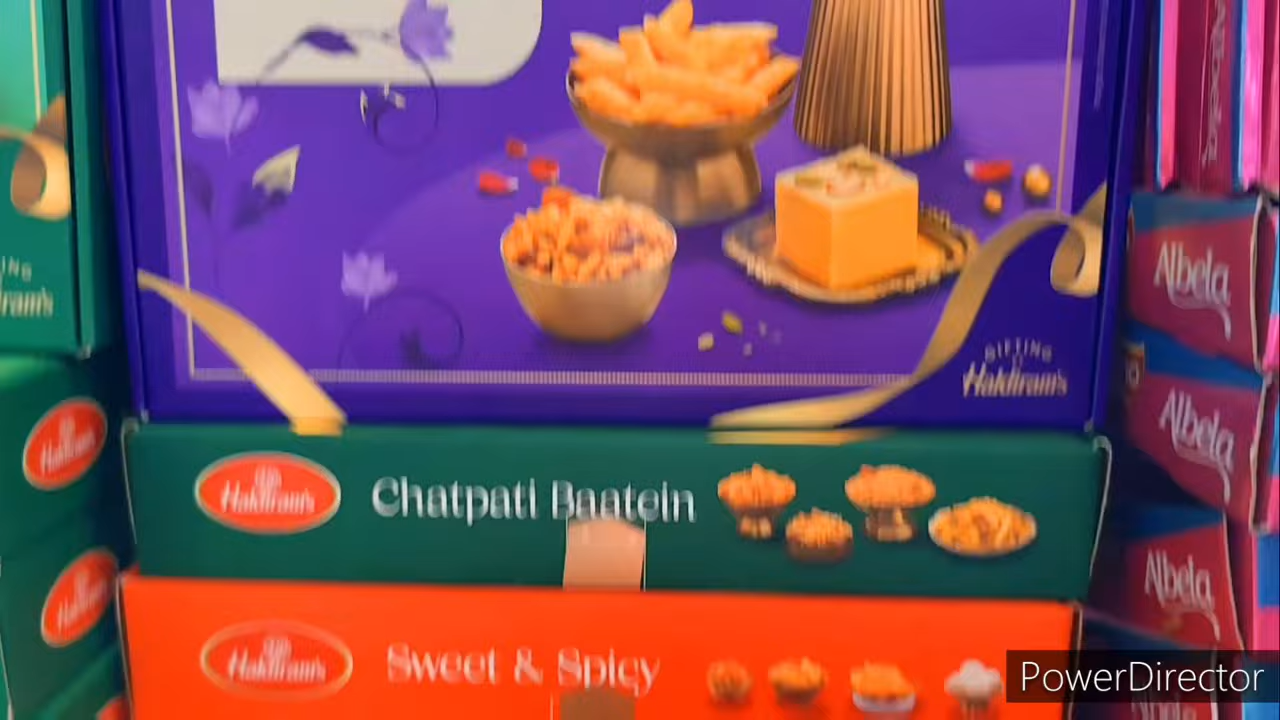 GIFTING
Haldiram's
Haldiram's
Chatpati Baatein
Haldiram's
Sweet & Spicy
Haldiram's
Haldiram's
Albela
Albela
Albela
PowerDirector